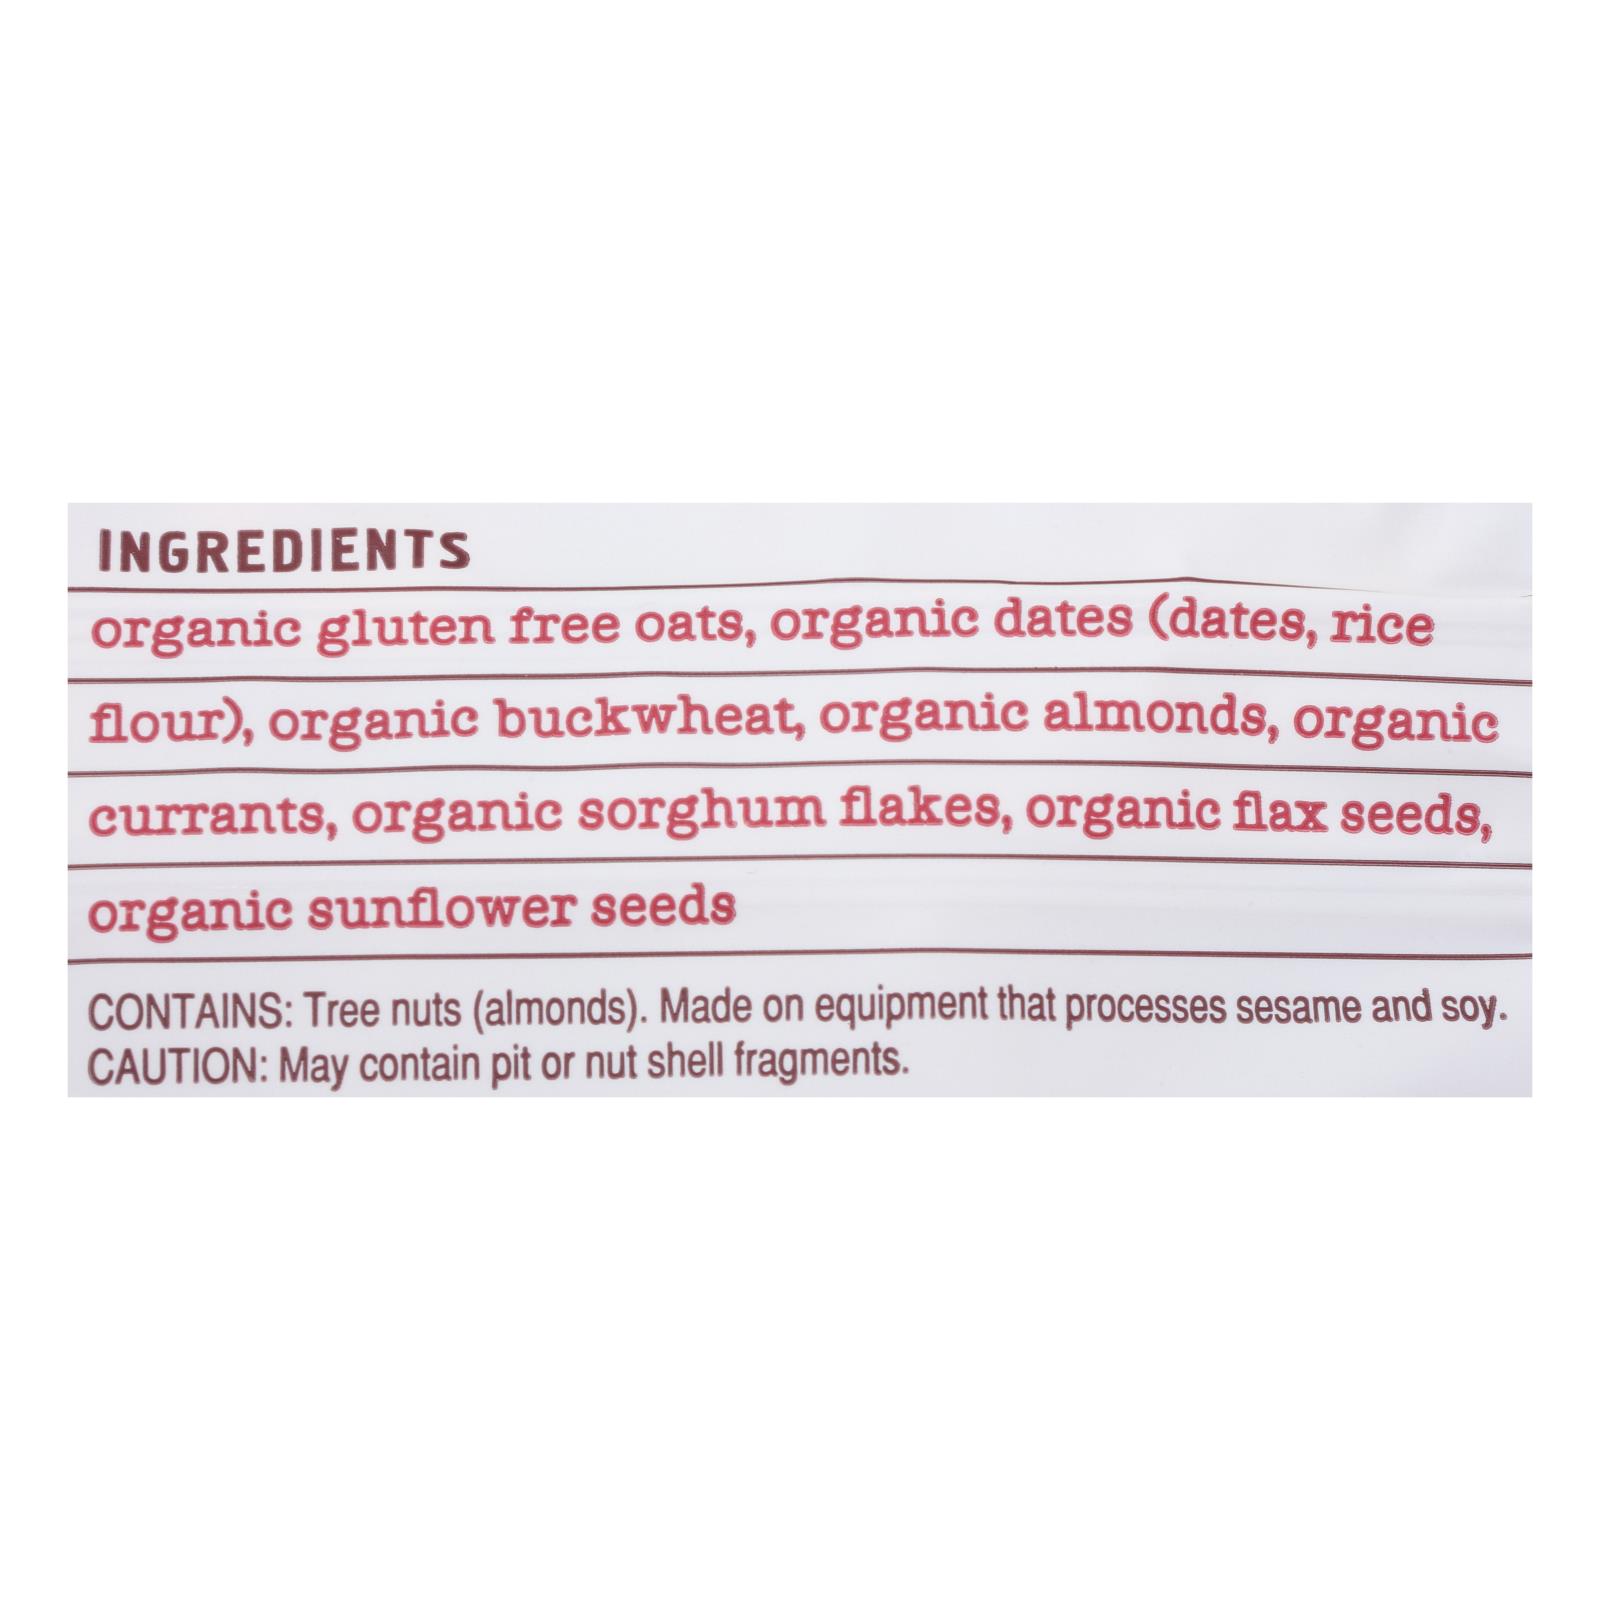 INGREDIENTS
organic gluten free oats, organic dates (dates, rice
flour), organic buckwheat, organic almonds, organic
currants, organic sorghum flakes, organic flax seeds,
organic sunflower seeds
CONTAINS: Tree nuts (almonds). Made on equipment that processes sesame and soy.
CAUTION: May contain pit or nut shell fragments.